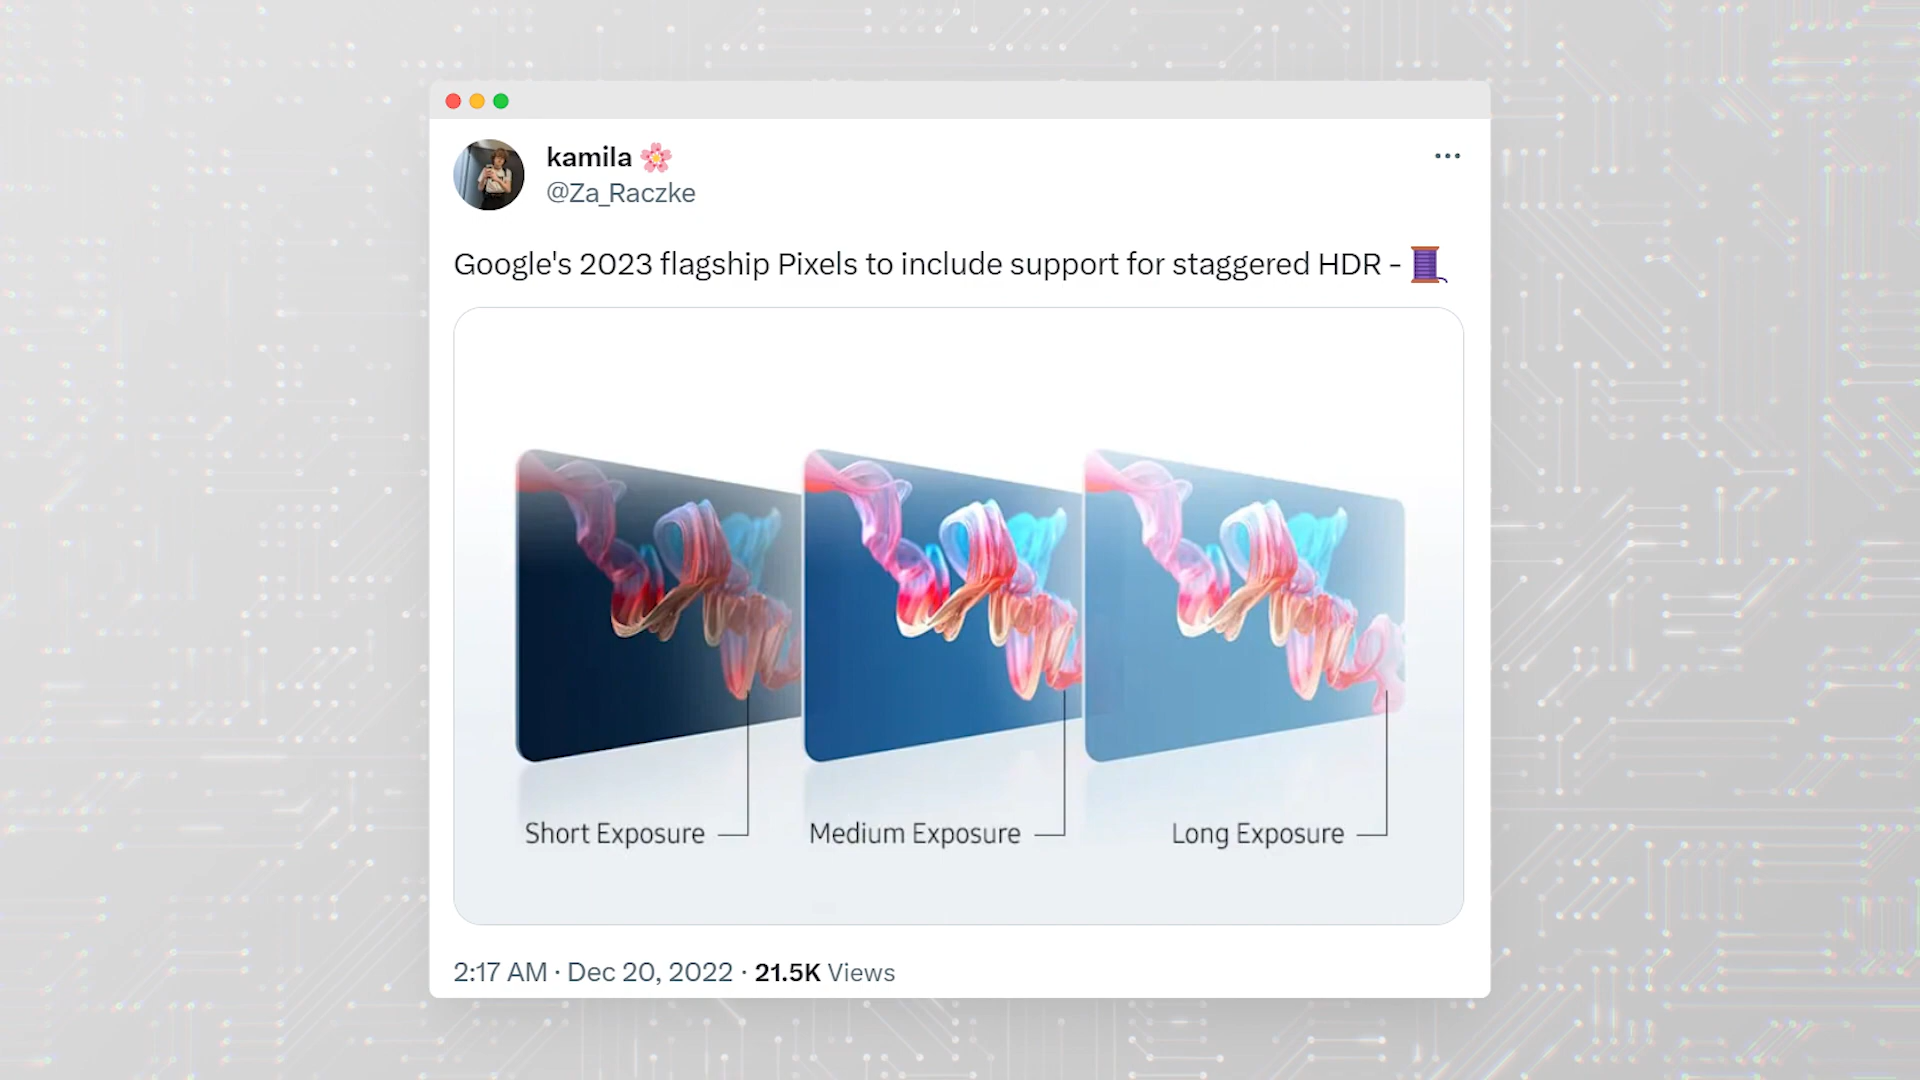 kamila 🌸
@Za_Raczke
Google's 2023 flagship Pixels to include support for staggered HDR - 🧵
Short Exposure
Medium Exposure
Long Exposure
2:17 AM · Dec 20, 2022 · 21.5K Views